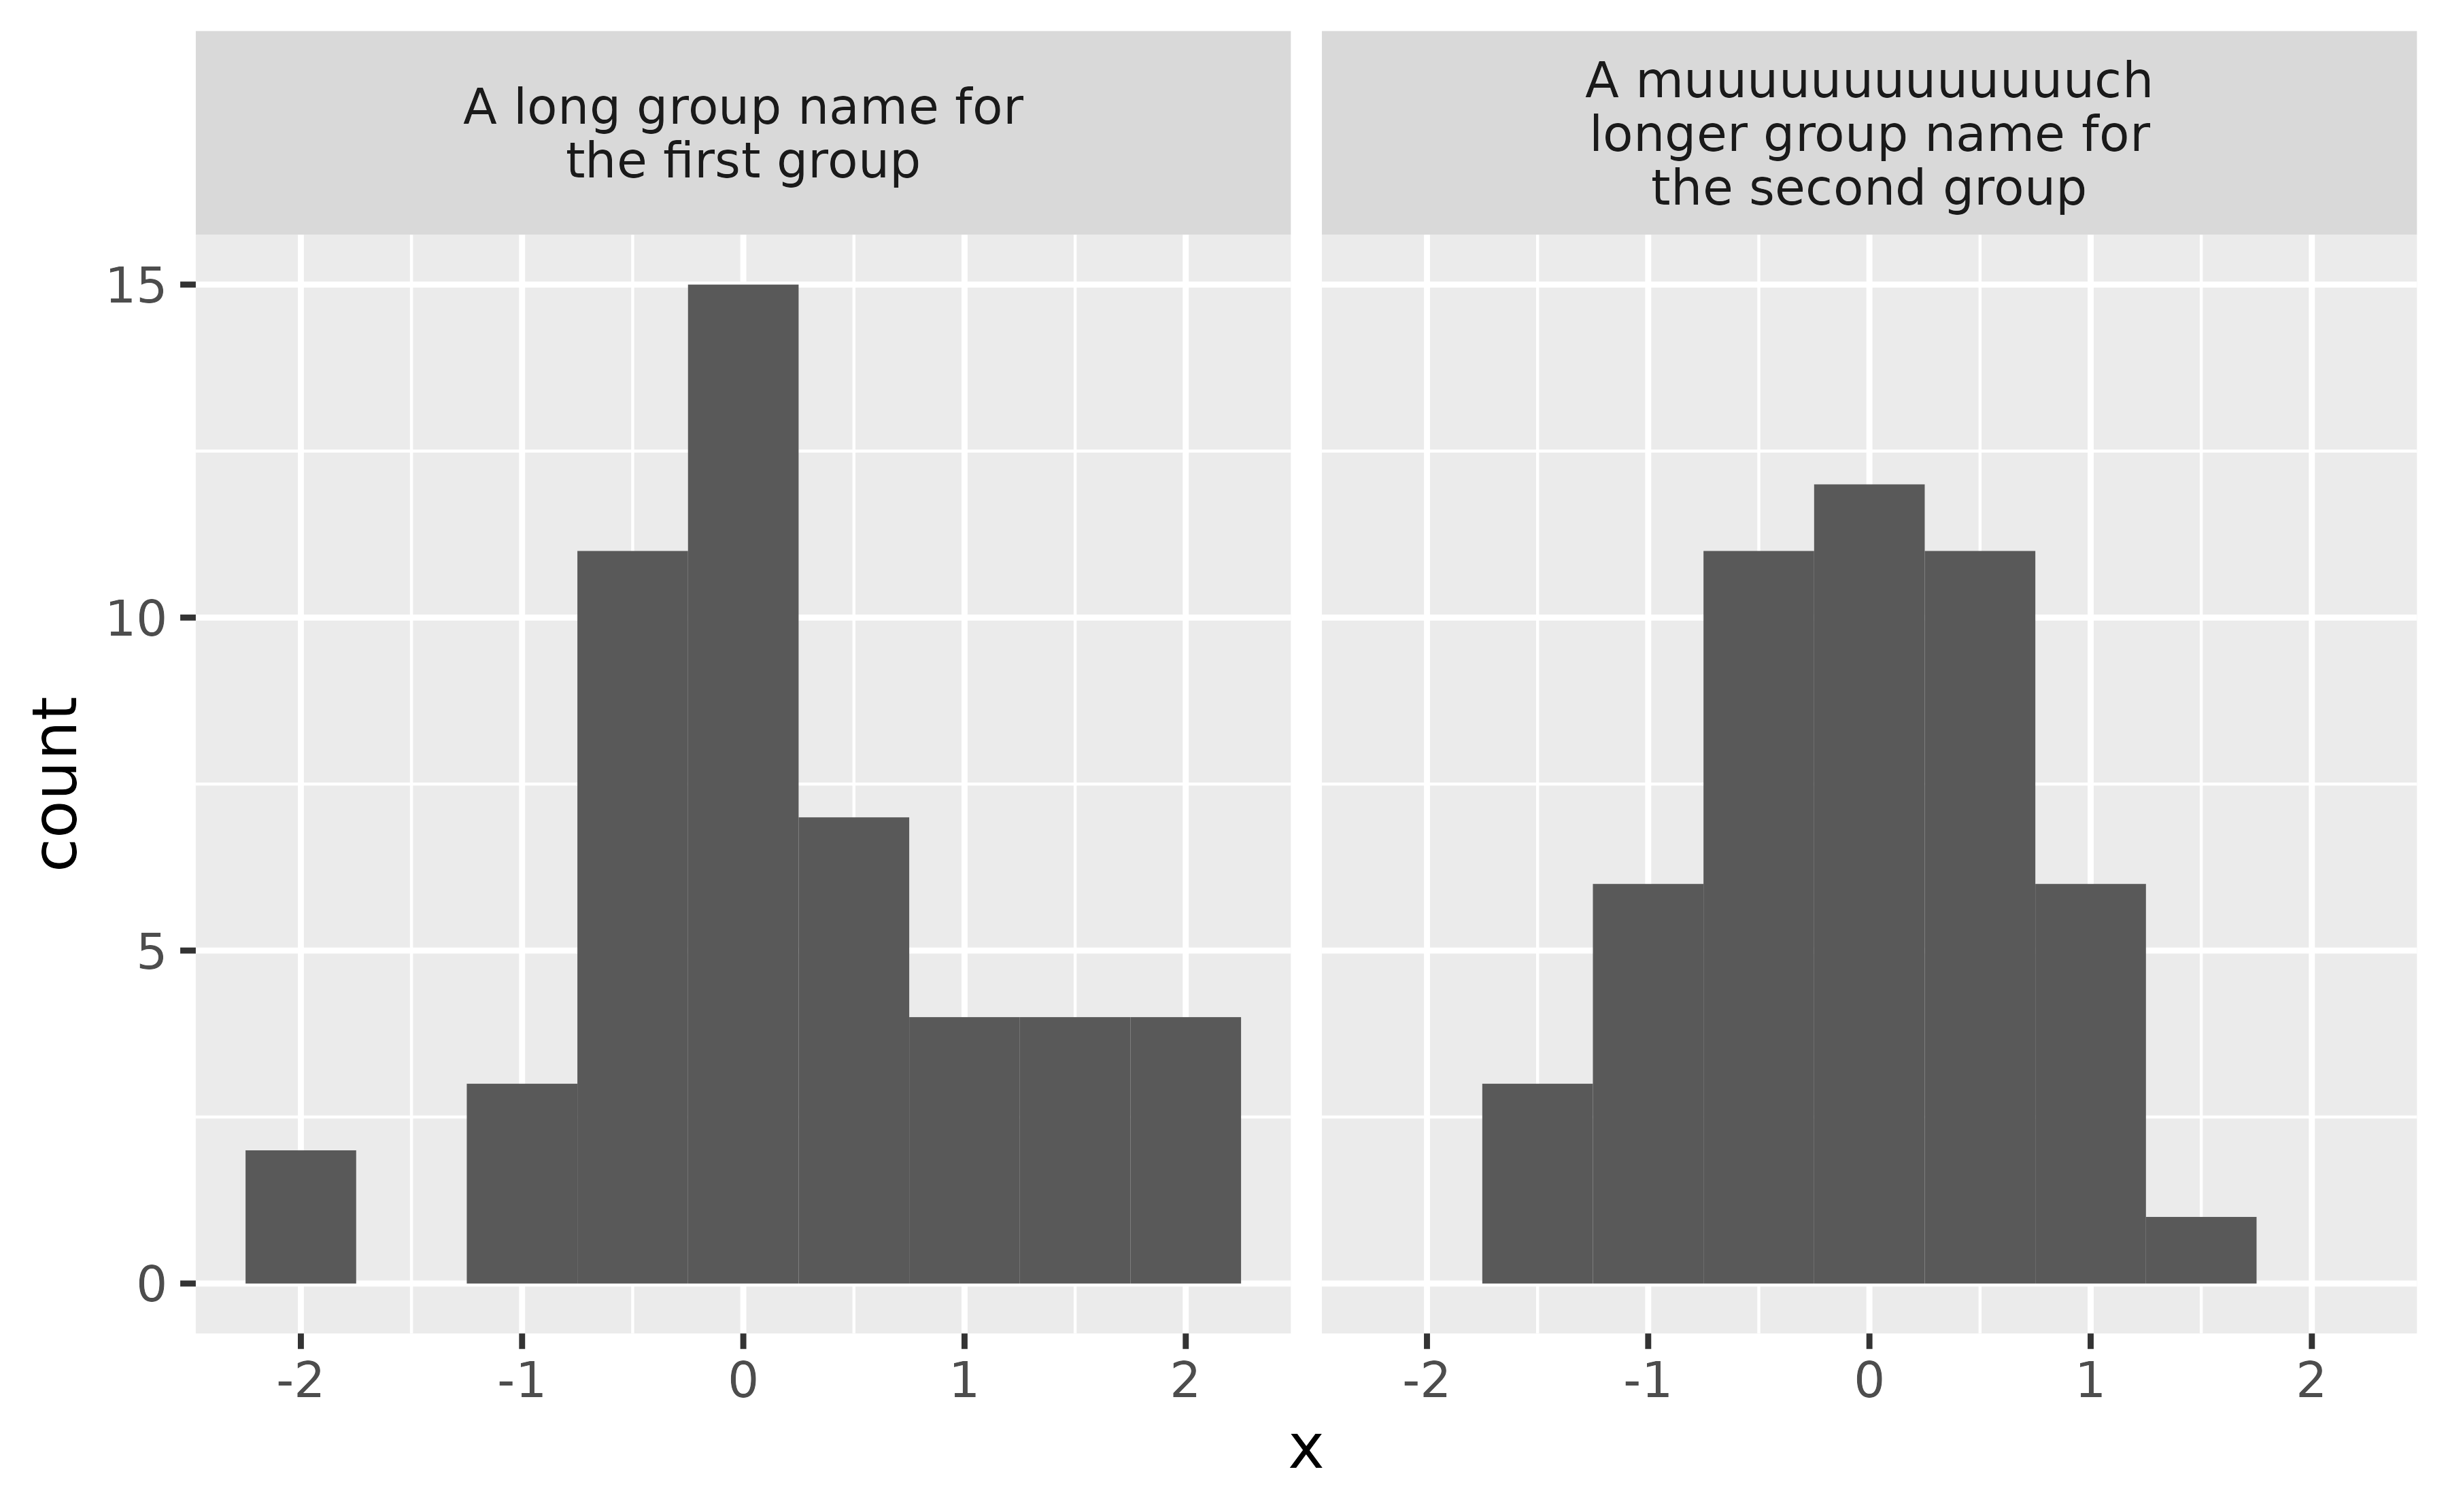 A long group name for
the first group
A muuuuuuuuuuuuuch
longer group name for
the second group
15
10
5
0
count
-2
-1
0
1
2
-2
-1
0
1
2
x